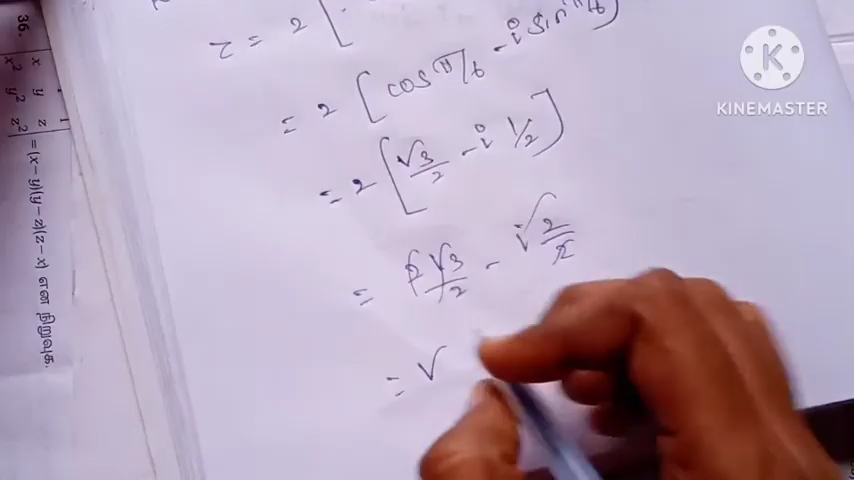 z = 2 [
= 2 [cos π/6 - i sin π/6]
= 2 [√3/2 - i 1/2]
= 2√3/2 - i 2/2
= √
36. | x y z x² y² z² | = (x-y)(y-z)(z-x) என நிறுவுக.
K
KINEMASTER